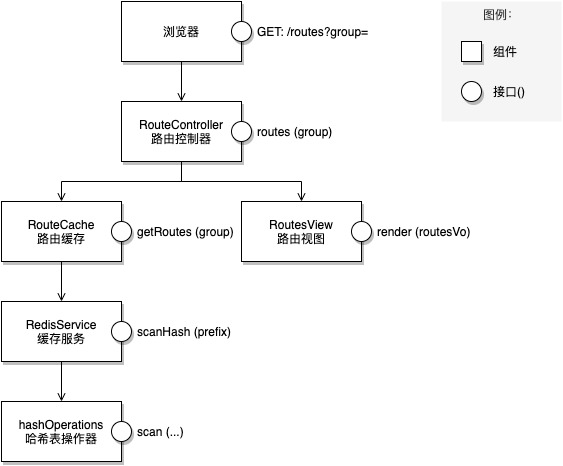 浏览器
GET: /routes?group=
图例：
组件
接口()
RouteController
路由控制器
routes (group)
RouteCache
路由缓存
getRoutes (group)
RoutesView
路由视图
render (routesVo)
RedisService
缓存服务
scanHash (prefix)
hashOperations
哈希表操作器
scan (...)